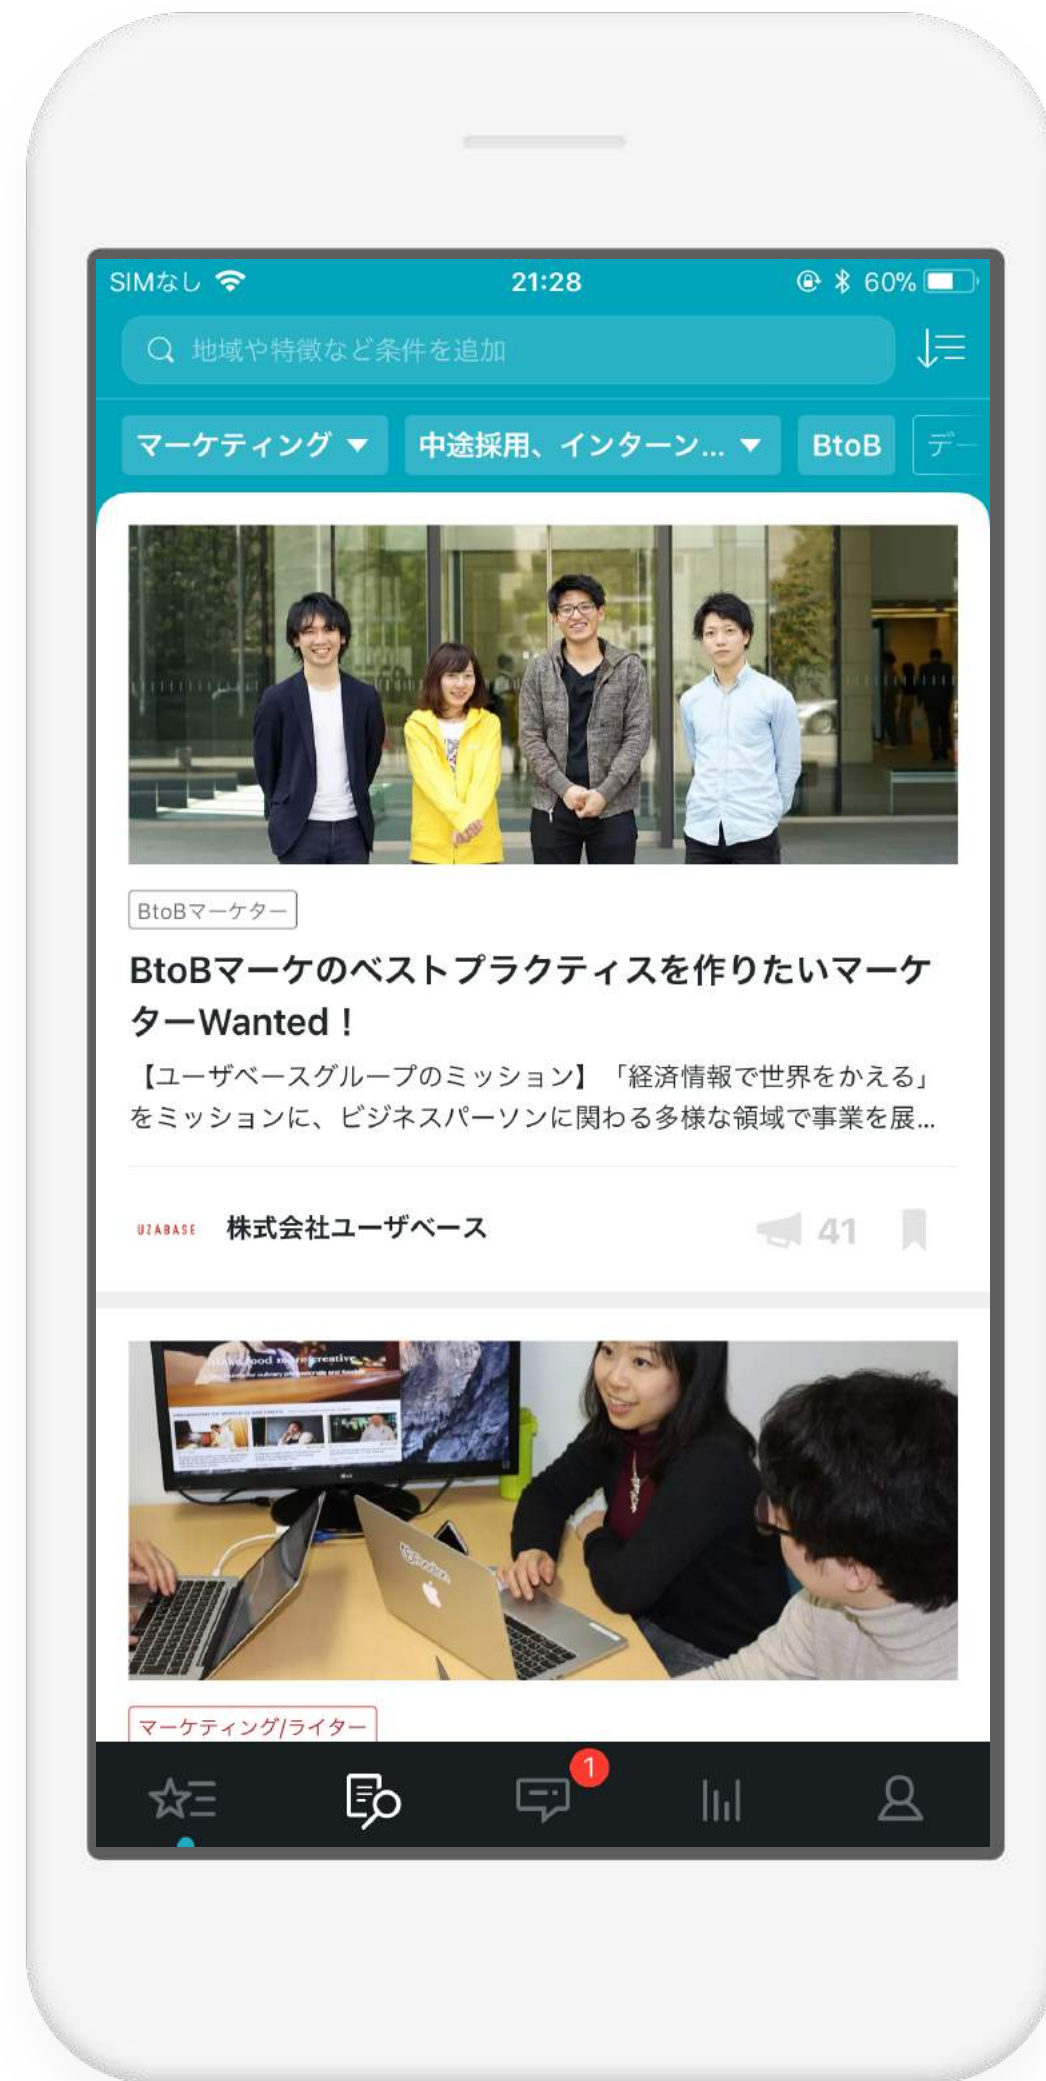 SIMなし 21:28 60%
地域や特徴など条件を追加
マーケティング 中途採用、インターン... BtoB デー
BtoBマーケター
BtoBマーケのベストプラクティスを作りたいマーケ
ターWanted！
【ユーザベースグループのミッション】「経済情報で世界をかえる」
をミッションに、ビジネスパーソンに関わる多様な領域で事業を展...
UZABASE 株式会社ユーザベース 41
マーケティング/ライター
1